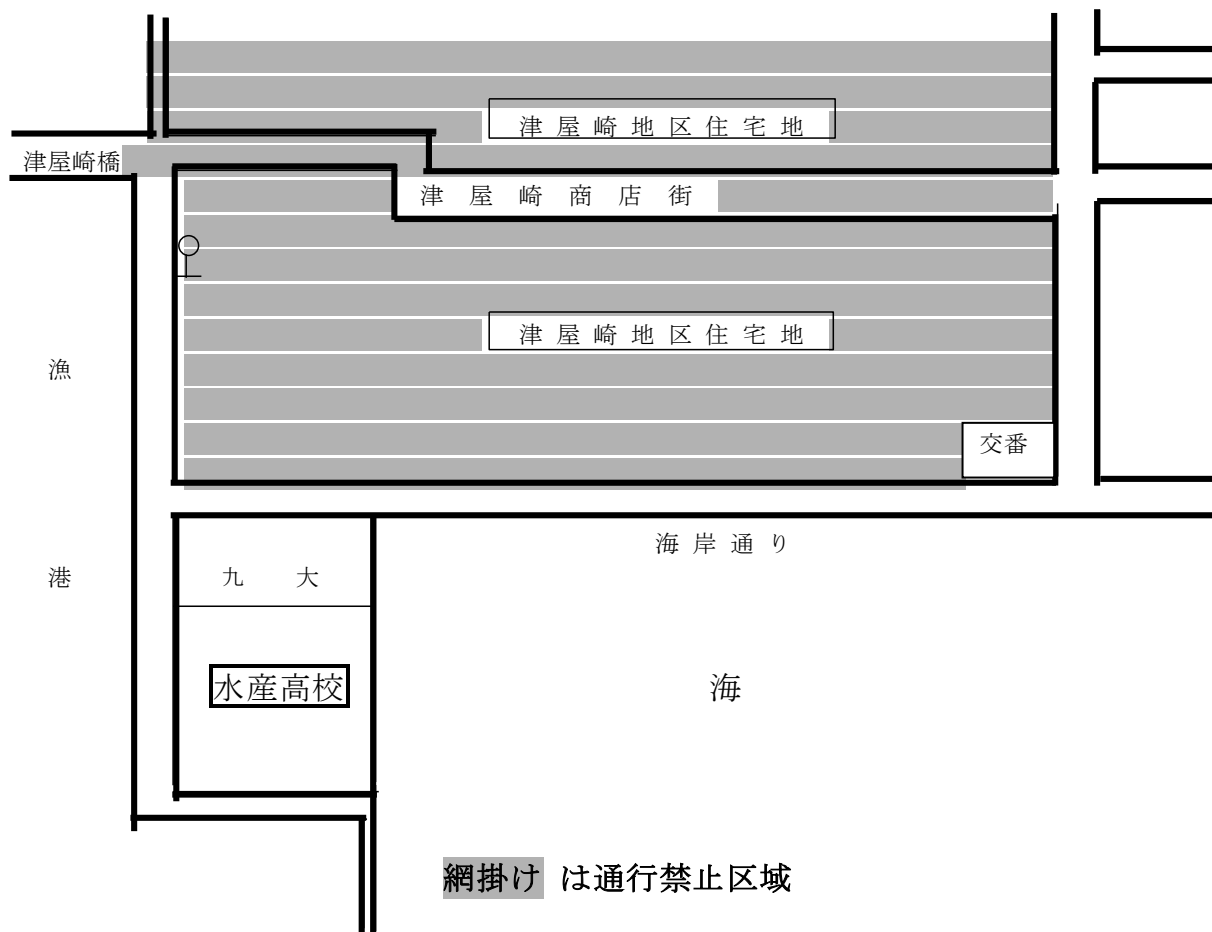 津屋崎地区住宅地
津屋崎橋
津屋崎商店街
津屋崎地区住宅地
漁
交番
海岸通り
港
九大
水産高校
海
網掛け は通行禁止区域